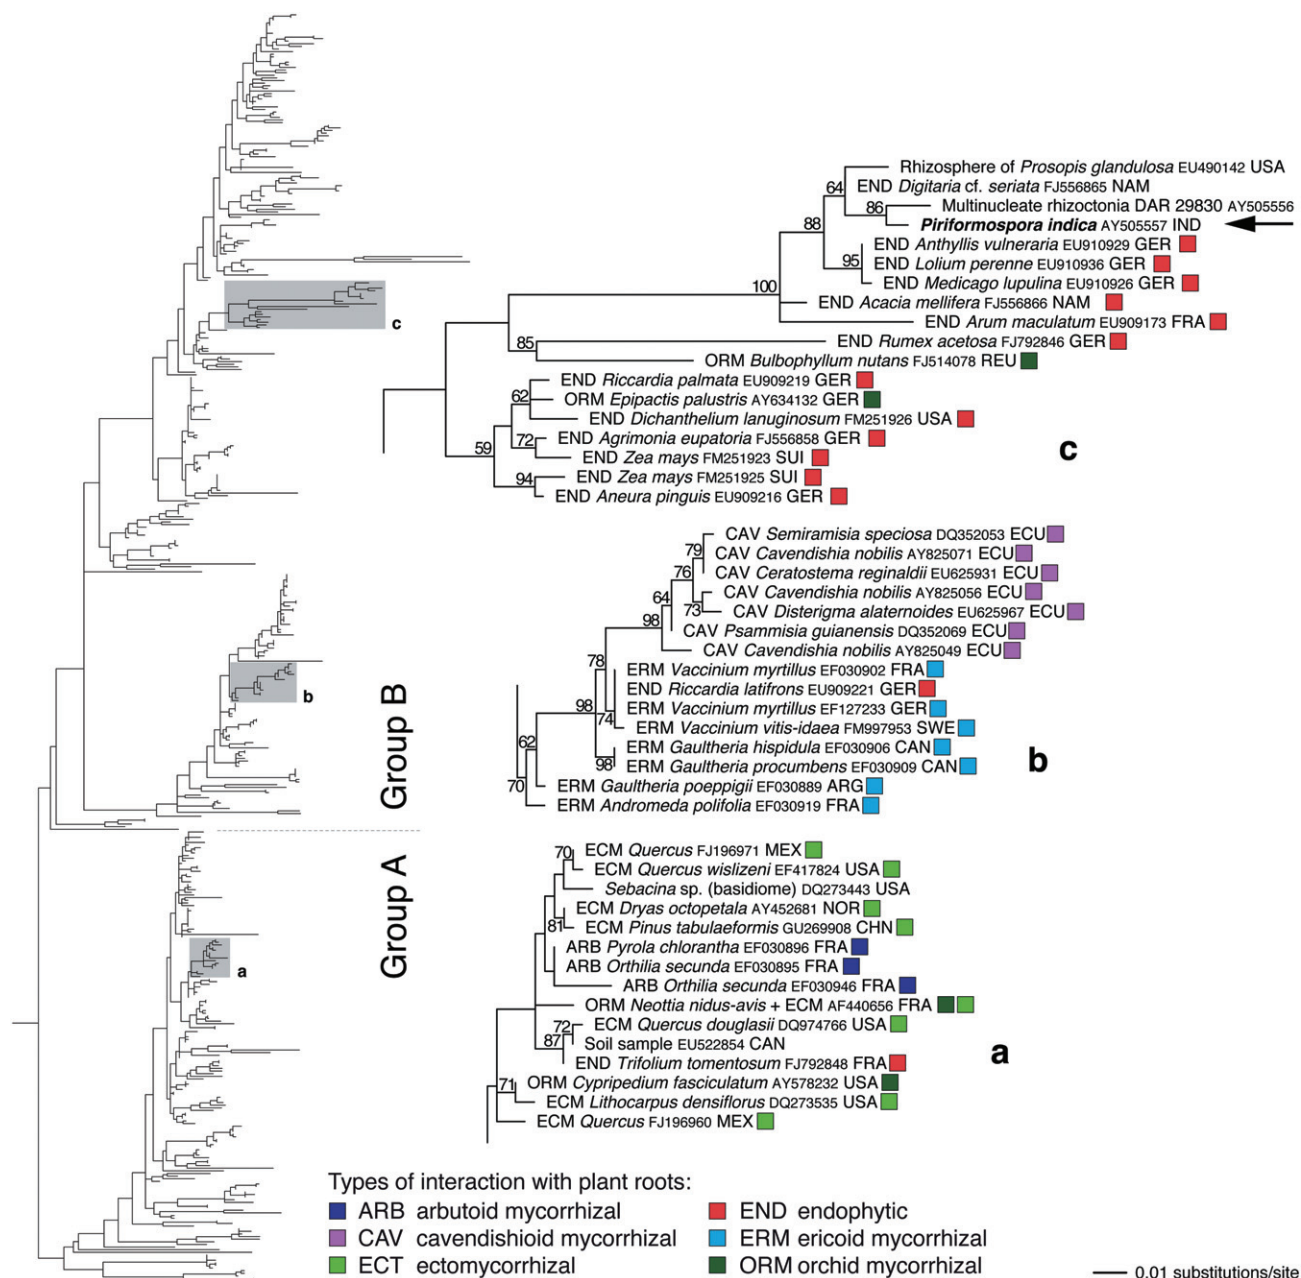 Rhizosphere of Prosopis glandulosa EU490142 USA
64
END Digitaria cf. seriata FJ556865 NAM
86
Multinucleate rhizoctonia DAR 29830 AY505556
88
Piriformospora indica AY505557 IND
END Anthyllis vulneraria EU910929 GER
95
END Lolium perenne EU910936 GER
END Medicago lupulina EU910926 GER
100
END Acacia mellifera FJ556866 NAM
END Arum maculatum EU909173 FRA
c
85
END Rumex acetosa FJ792846 GER
ORM Bulbophyllum nutans FJ514078 REU
END Riccardia palmata EU909219 GER
62
ORM Epipactis palustris AY634132 GER
END Dichanthelium lanuginosum FM251926 USA
72
END Agrimonia eupatoria FJ556858 GER
59
END Zea mays FM251923 SUI
c
94
END Zea mays FM251925 SUI
END Aneura pinguis EU909216 GER
CAV Semiramisia speciosa DQ352053 ECU
79
CAV Cavendishia nobilis AY825071 ECU
76
CAV Ceratostema reginaldii EU625931 ECU
CAV Cavendishia nobilis AY825056 ECU
64
73
CAV Disterigma alaternoides EU625967 ECU
98
CAV Psammisia guianensis DQ352069 ECU
CAV Cavendishia nobilis AY825049 ECU
78
ERM Vaccinium myrtillus EF030902 FRA
END Riccardia latifrons EU909221 GER
b
98
ERM Vaccinium myrtillus EF127233 GER
74
ERM Vaccinium vitis-idaea FM997953 SWE
62
ERM Gaultheria hispidula EF030906 CAN
98
ERM Gaultheria procumbens EF030909 CAN
b
70
ERM Gaultheria poeppigii EF030889 ARG
ERM Andromeda polifolia EF030919 FRA
Group B
Group A
70
ECM Quercus FJ196971 MEX
ECM Quercus wislizeni EF417824 USA
Sebacina sp. (basidiome) DQ273443 USA
ECM Dryas octopetala AY452681 NOR
81
ECM Pinus tabulaeformis GU269908 CHN
ARB Pyrola chlorantha EF030896 FRA
ARB Orthilia secunda EF030895 FRA
a
ARB Orthilia secunda EF030946 FRA
ORM Neottia nidus-avis + ECM AF440656 FRA
72
ECM Quercus douglasii DQ974766 USA
87
Soil sample EU522854 CAN
a
END Trifolium tomentosum FJ792848 FRA
71
ORM Cypripedium fasciculatum AY578232 USA
ECM Lithocarpus densiflorus DQ273535 USA
ECM Quercus FJ196960 MEX
Types of interaction with plant roots:
ARB arbutoid mycorrhizal
END endophytic
CAV cavendishioid mycorrhizal
ERM ericoid mycorrhizal
ECT ectomycorrhizal
ORM orchid mycorrhizal
0.01 substitutions/site